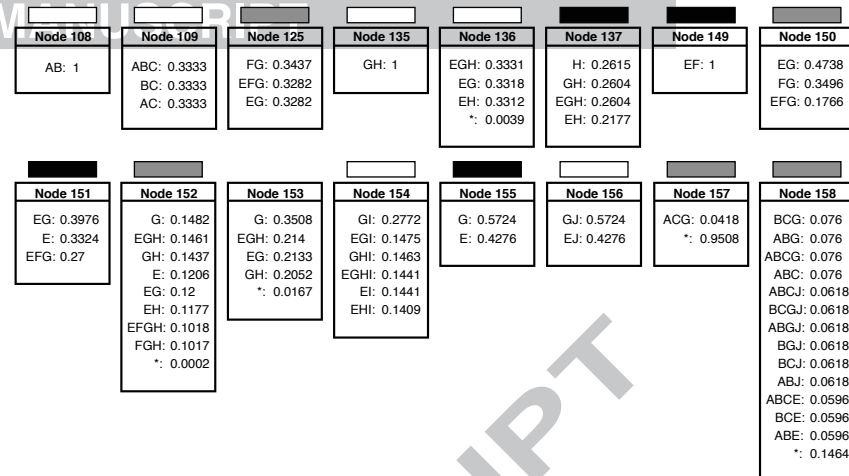 MANUSCRIPT
Node 108
AB: 1
Node 109
ABC: 0.3333
BC: 0.3333
AC: 0.3333
Node 125
FG: 0.3437
EFG: 0.3282
EG: 0.3282
Node 135
GH: 1
Node 136
EGH: 0.3331
EG: 0.3318
EH: 0.3312
*: 0.0039
Node 137
H: 0.2615
GH: 0.2604
EGH: 0.2604
EH: 0.2177
Node 149
EF: 1
Node 150
EG: 0.4738
FG: 0.3496
EFG: 0.1766
Node 151
EG: 0.3976
E: 0.3324
EFG: 0.27
Node 152
G: 0.1482
EGH: 0.1461
GH: 0.1437
E: 0.1206
EG: 0.12
EH: 0.1177
EFGH: 0.1018
FGH: 0.1017
*: 0.0002
Node 153
G: 0.3508
EGH: 0.214
EG: 0.2133
GH: 0.2052
*: 0.0167
Node 154
GI: 0.2772
EGI: 0.1475
GHI: 0.1463
EGHI: 0.1441
EI: 0.1441
EHI: 0.1409
Node 155
G: 0.5724
E: 0.4276
Node 156
GJ: 0.5724
EJ: 0.4276
Node 157
ACG: 0.0418
*: 0.9508
Node 158
BCG: 0.076
ABG: 0.076
ABCG: 0.076
ABC: 0.076
ABCJ: 0.0618
BCGJ: 0.0618
ABGJ: 0.0618
BGJ: 0.0618
BCJ: 0.0618
ABJ: 0.0618
ABCE: 0.0596
BCE: 0.0596
ABE: 0.0596
*: 0.1464
IPT